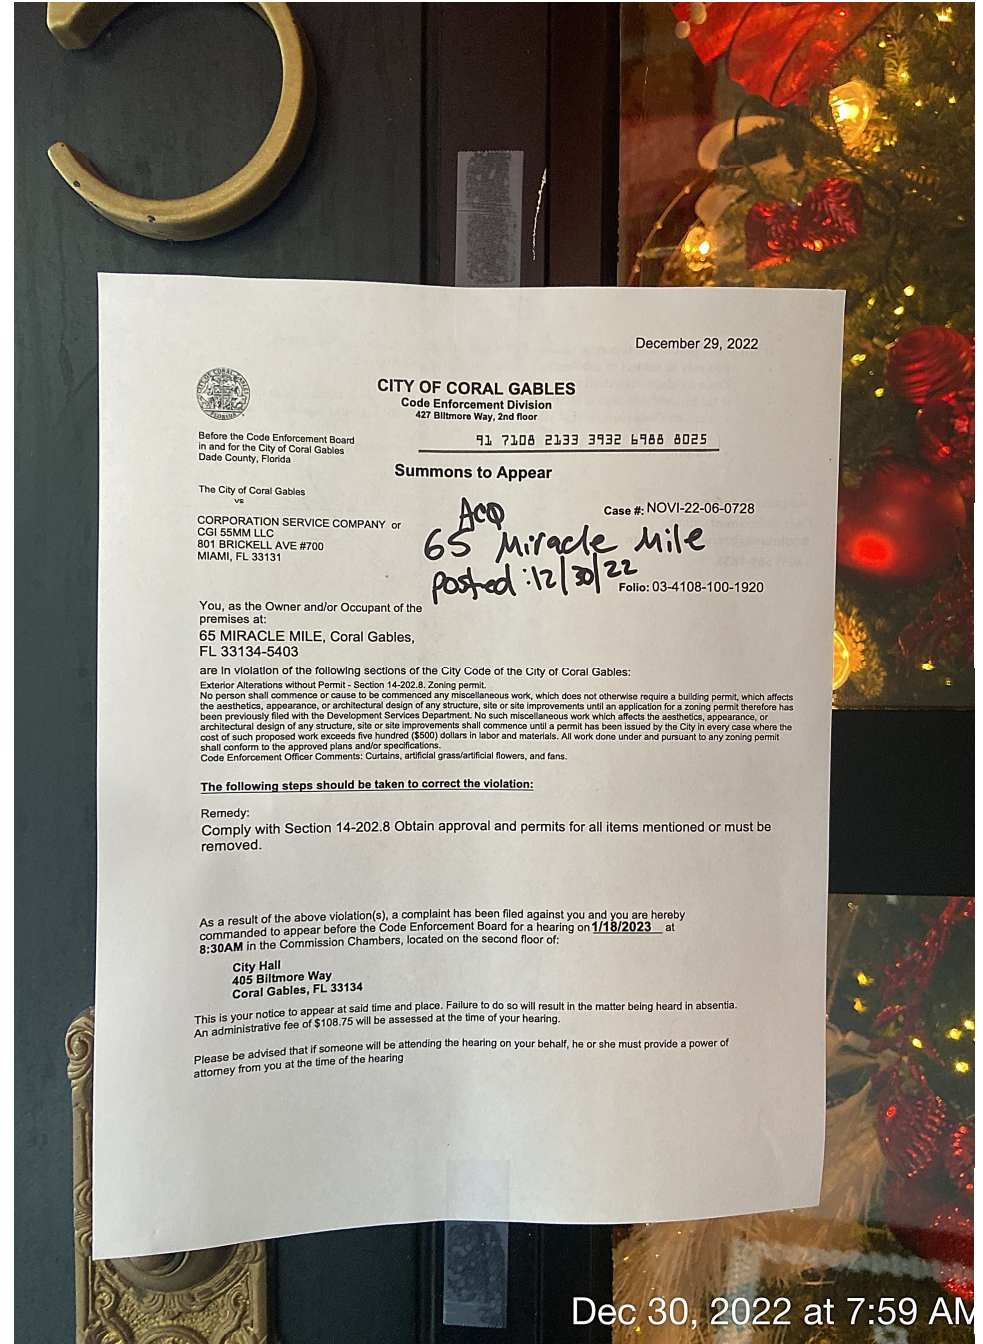 December 29, 2022
CITY OF CORAL GABLES
Code Enforcement Division
427 Biltmore Way, 2nd floor
91 7108 2133 3932 6988 8025
Before the Code Enforcement Board
in and for the City of Coral Gables
Dade County, Florida
Summons to Appear
The City of Coral Gables
vs
Case #: NOVI-22-06-0728
CORPORATION SERVICE COMPANY or
CGI 55MM LLC
801 BRICKELL AVE #700
MIAMI, FL 33131
65 Miracle Mile
posted: 12/30/22
Folio: 03-4108-100-1920
You, as the Owner and/or Occupant of the
premises at:
65 MIRACLE MILE, Coral Gables,
FL 33134-5403
are in violation of the following sections of the City Code of the City of Coral Gables:
Exterior Alterations without Permit - Section 14-202.8. Zoning permit.
No person shall commence or cause to be commenced any miscellaneous work, which does not otherwise require a building permit, which affects
the aesthetics, appearance, or architectural design of any structure, site or site improvements until an application for a zoning permit therefore has
been previously filed with the Development Services Department. No such miscellaneous work which affects the aesthetics, appearance, or
architectural design of any structure, site or site improvements shall commence until a permit has been issued by the City in every case where the
cost of such proposed work exceeds five hundred ($500) dollars in labor and materials. All work done under and pursuant to any zoning permit
shall conform to the approved plans and/or specifications.
Code Enforcement Officer Comments: Curtains, artificial grass/artificial flowers, and fans.
The following steps should be taken to correct the violation:
Remedy:
Comply with Section 14-202.8 Obtain approval and permits for all items mentioned or must be
removed.
As a result of the above violation(s), a complaint has been filed against you and you are hereby
commanded to appear before the Code Enforcement Board for a hearing on 1/18/2023 at
8:30AM in the Commission Chambers, located on the second floor of:
City Hall
405 Biltmore Way
Coral Gables, FL 33134
This is your notice to appear at said time and place. Failure to do so will result in the matter being heard in absentia.
An administrative fee of $108.75 will be assessed at the time of your hearing.
Please be advised that if someone will be attending the hearing on your behalf, he or she must provide a power of
attorney from you at the time of the hearing
Dec 30, 2022 at 7:59 AM